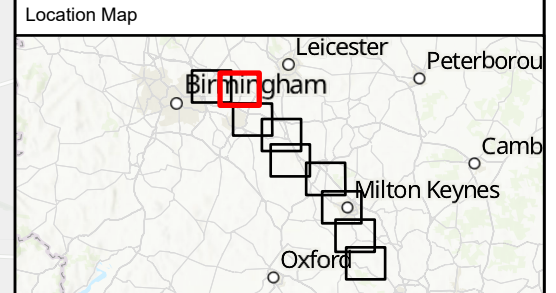 Location Map
Leicester
Peterborou
Birmingham
Camb
Milton Keynes
Oxford